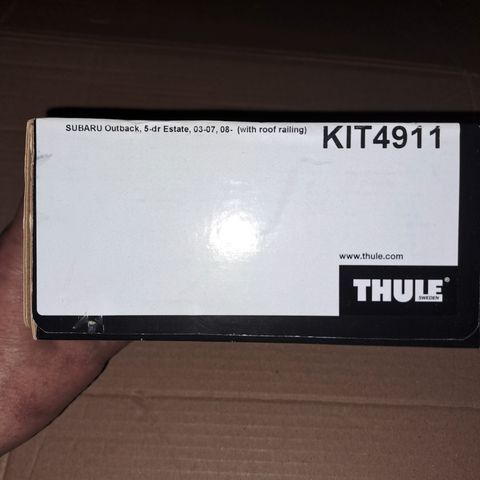 SUBARU Outback, 5-dr Estate, 03-07, 08- (with roof railing)
KIT4911
www.thule.com
THULE®
SWEDEN